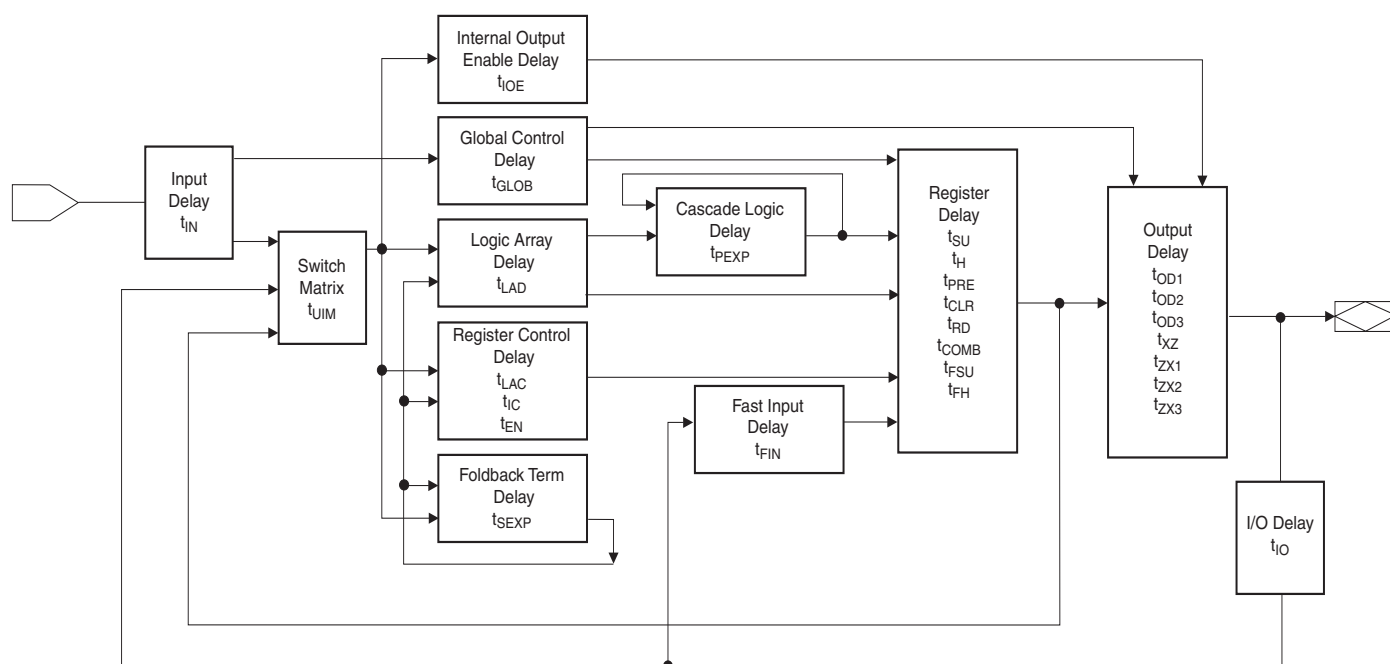 Internal Output
Enable Delay
tIOE
Global Control
Delay
tGLOB
Input
Delay
tIN
Switch
Matrix
tUIM
Logic Array
Delay
tLAD
Cascade Logic
Delay
tPEXP
Register Control
Delay
tLAC
tIC
tEN
Fast Input
Delay
tFIN
Foldback Term
Delay
tSEXP
Register
Delay
tSU
tH
tPRE
tCLR
tRD
tCOMB
tFSU
tFH
Output
Delay
tOD1
tOD2
tOD3
tXZ
tZX1
tZX2
tZX3
I/O Delay
tIO